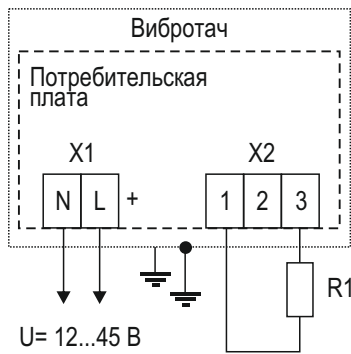 Вибротач
Потребительская
плата
X1 X2
N L + 1 2 3
R1
U= 12...45 В